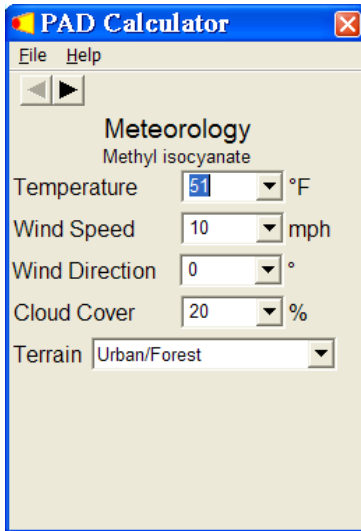 PAD Calculator
File Help
Meteorology
Methyl isocyanate
Temperature 51 °F
Wind Speed 10 mph
Wind Direction 0 °
Cloud Cover 20 %
Terrain Urban/Forest